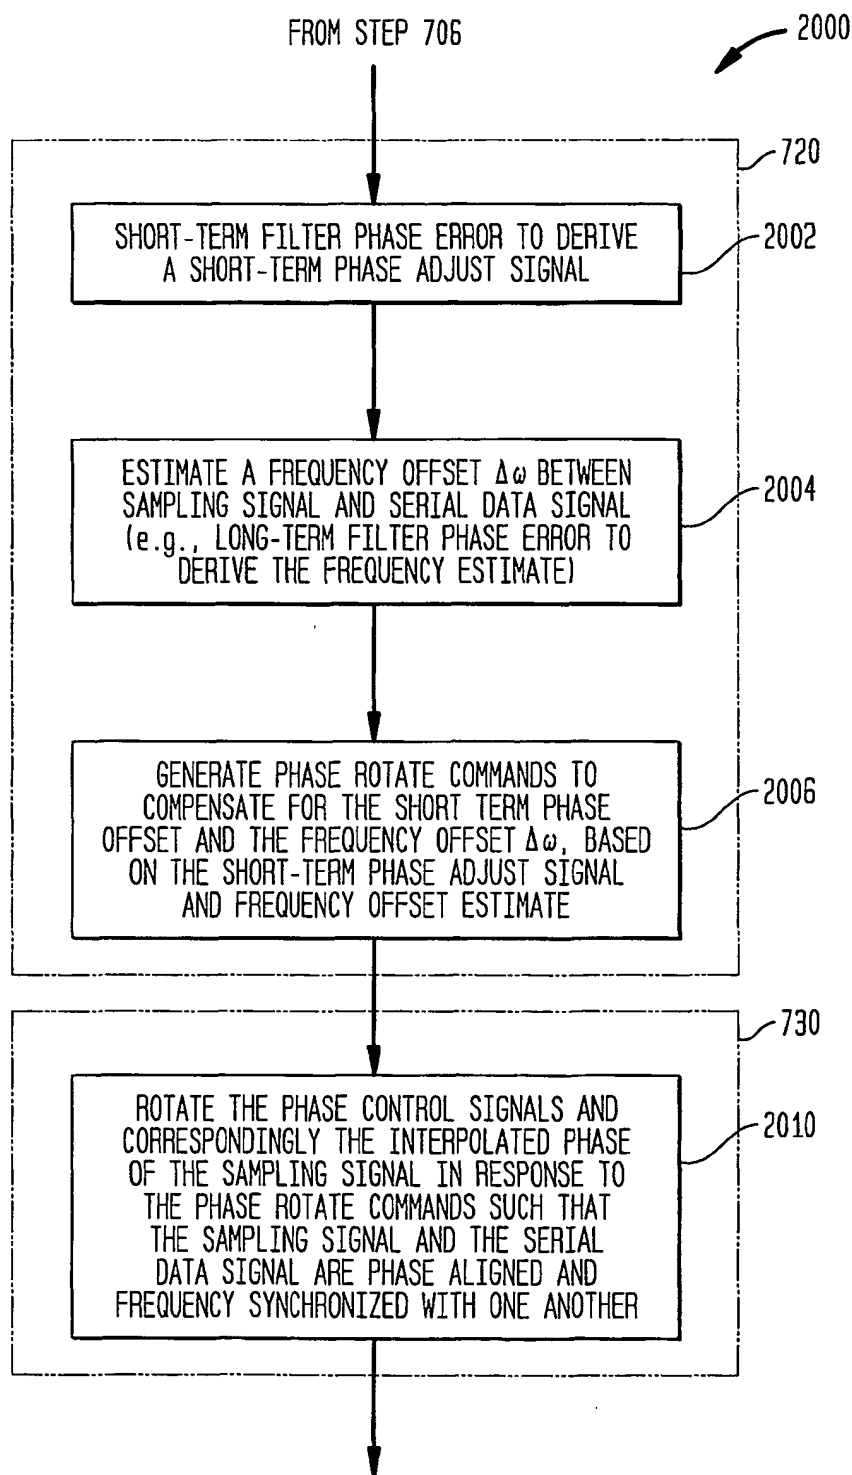 FROM STEP 706
2000
720
SHORT-TERM FILTER PHASE ERROR TO DERIVE
A SHORT-TERM PHASE ADJUST SIGNAL
2002
ESTIMATE A FREQUENCY OFFSET Δω BETWEEN
SAMPLING SIGNAL AND SERIAL DATA SIGNAL
(e.g., LONG-TERM FILTER PHASE ERROR TO
DERIVE THE FREQUENCY ESTIMATE)
2004
GENERATE PHASE ROTATE COMMANDS TO
COMPENSATE FOR THE SHORT TERM PHASE
OFFSET AND THE FREQUENCY OFFSET Δω, BASED
ON THE SHORT-TERM PHASE ADJUST SIGNAL
AND FREQUENCY OFFSET ESTIMATE
2006
730
ROTATE THE PHASE CONTROL SIGNALS AND
CORRESPONDINGLY THE INTERPOLATED PHASE
OF THE SAMPLING SIGNAL IN RESPONSE TO
THE PHASE ROTATE COMMANDS SUCH THAT
THE SAMPLING SIGNAL AND THE SERIAL
DATA SIGNAL ARE PHASE ALIGNED AND
FREQUENCY SYNCHRONIZED WITH ONE ANOTHER
2010